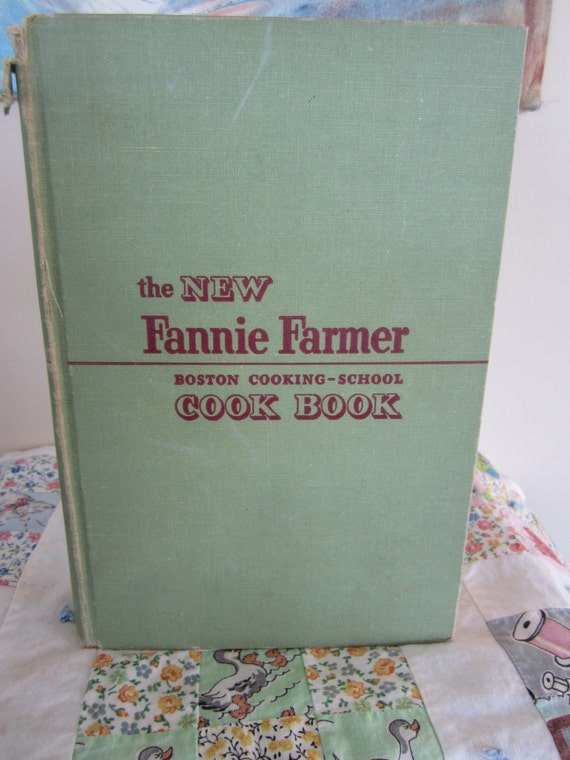 the NEW
Fannie Farmer
BOSTON COOKING-SCHOOL
COOK BOOK